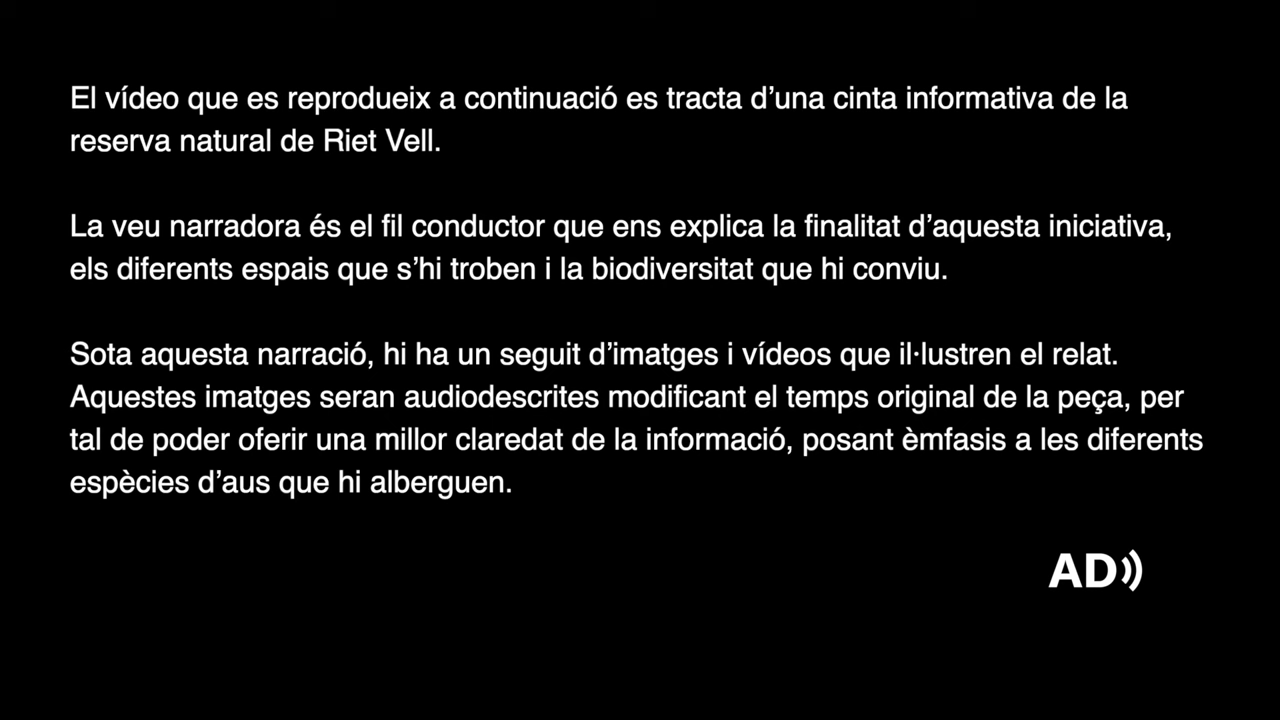 El vídeo que es reprodueix a continuació es tracta d’una cinta informativa de la
reserva natural de Riet Vell.
La veu narradora és el fil conductor que ens explica la finalitat d’aquesta iniciativa,
els diferents espais que s’hi troben i la biodiversitat que hi conviu.
Sota aquesta narració, hi ha un seguit d’imatges i vídeos que il·lustren el relat.
Aquestes imatges seran audiodescrites modificant el temps original de la peça, per
tal de poder oferir una millor claredat de la informació, posant èmfasis a les diferents
espècies d’aus que hi alberguen.
AD